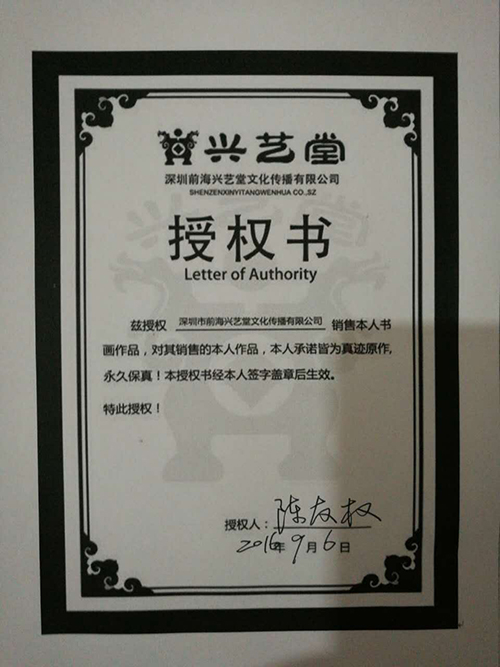 兴艺堂
深圳前海兴艺堂文化传播有限公司
SHENZENXINYITANGWENHUA CO.,SZ
授权书
Letter of Authority
兹授权 深圳市前海兴艺堂文化传播有限公司 销售本人书
画作品，对其销售的本人作品，本人承诺皆为真迹原作,
永久保真！本授权书经本人签字盖章后生效。
特此授权！
授权人：陈友权
2016年9月6日